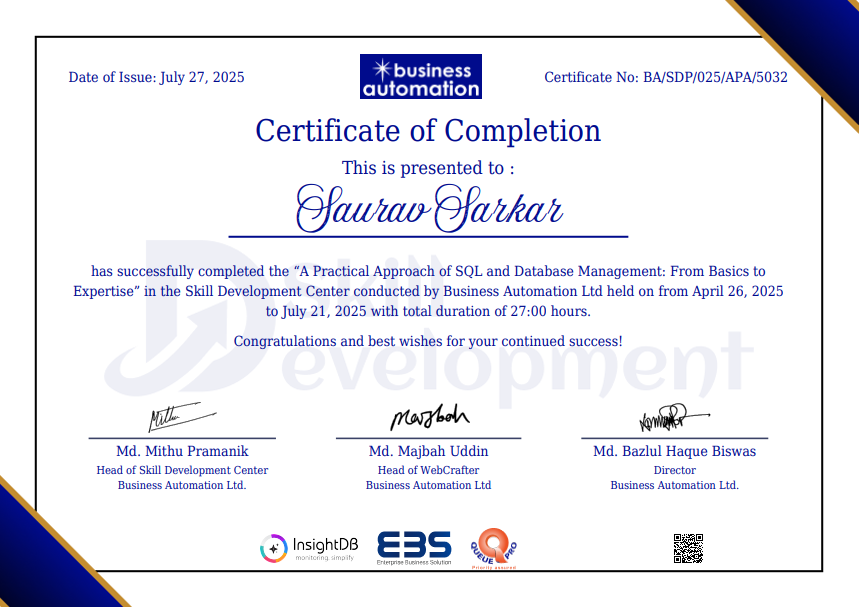 Date of Issue: July 27, 2025
business
automation
Certificate No: BA/SDP/025/APA/5032
Certificate of Completion
This is presented to :
Saurav Sarkar
Skill
Development
has successfully completed the “A Practical Approach of SQL and Database Management: From Basics to
Expertise” in the Skill Development Center conducted by Business Automation Ltd held on from April 26, 2025
to July 21, 2025 with total duration of 27:00 hours.
Congratulations and best wishes for your continued success!
Mithu
Md. Mithu Pramanik
Head of Skill Development Center
Business Automation Ltd.
Majbah
Md. Majbah Uddin
Head of WebCrafter
Business Automation Ltd
Md. Bazlul Haque Biswas
Director
Business Automation Ltd.
InsightDB
monitoring. simplify
EBS
Enterprise Business Solution
QUEUE PRO
Priority assured